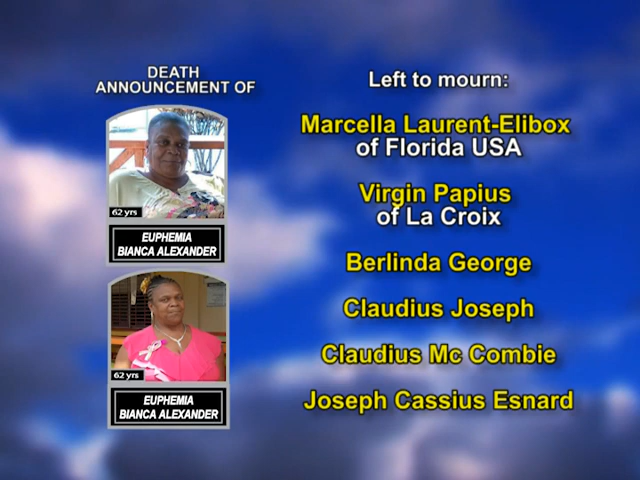 DEATH
ANNOUNCEMENT OF
62 yrs
EUPHEMIA
BIANCA ALEXANDER
62 yrs
EUPHEMIA
BIANCA ALEXANDER
Left to mourn:
Marcella Laurent-Elibox
of Florida USA
Virgin Papius
of La Croix
Berlinda George
Claudius Joseph
Claudius Mc Combie
Joseph Cassius Esnard